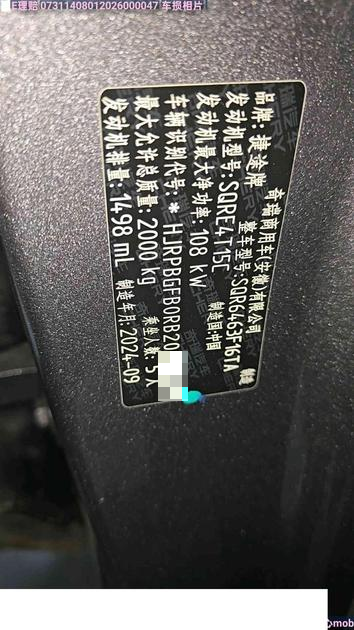 E理赔 07311408012026000047 车损相片
奇瑞商用车(安徽)有限公司
品牌: 捷途牌
整车型号: SQR6463F16TA
发动机型号: SQRE4T15C
制造国: 中国
发动机最大净功率: 108 kW
车辆识别代号: * HJRPBGFB0RB20
最大允许总质量: 2000 kg
乘坐人数: 5 人
发动机排量: 1498 mL
制造年月: 2024-09
mob